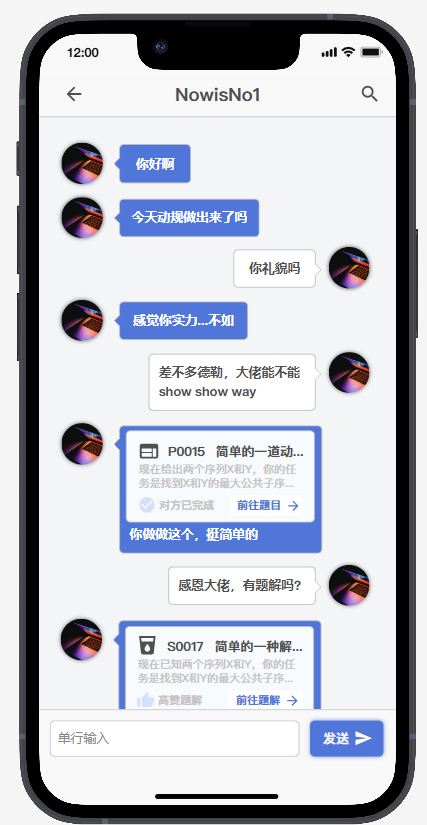 12:00
NowisNo1
你好啊
今天动规做出来了吗
你礼貌吗
感觉你实力...不如
差不多德勒，大佬能不能
show show way
P0015 简单的一道动...
现在给出两个序列X和Y，你的任
务是找到X和Y的最大公共子序...
对方已完成
前往题目
你做做这个，挺简单的
感恩大佬，有题解吗?
S0017 简单的一种解...
现在已知两个序列X和Y，你的任
务是找到X和Y的最大公共子序...
高赞题解
前往题解
单行输入
发送